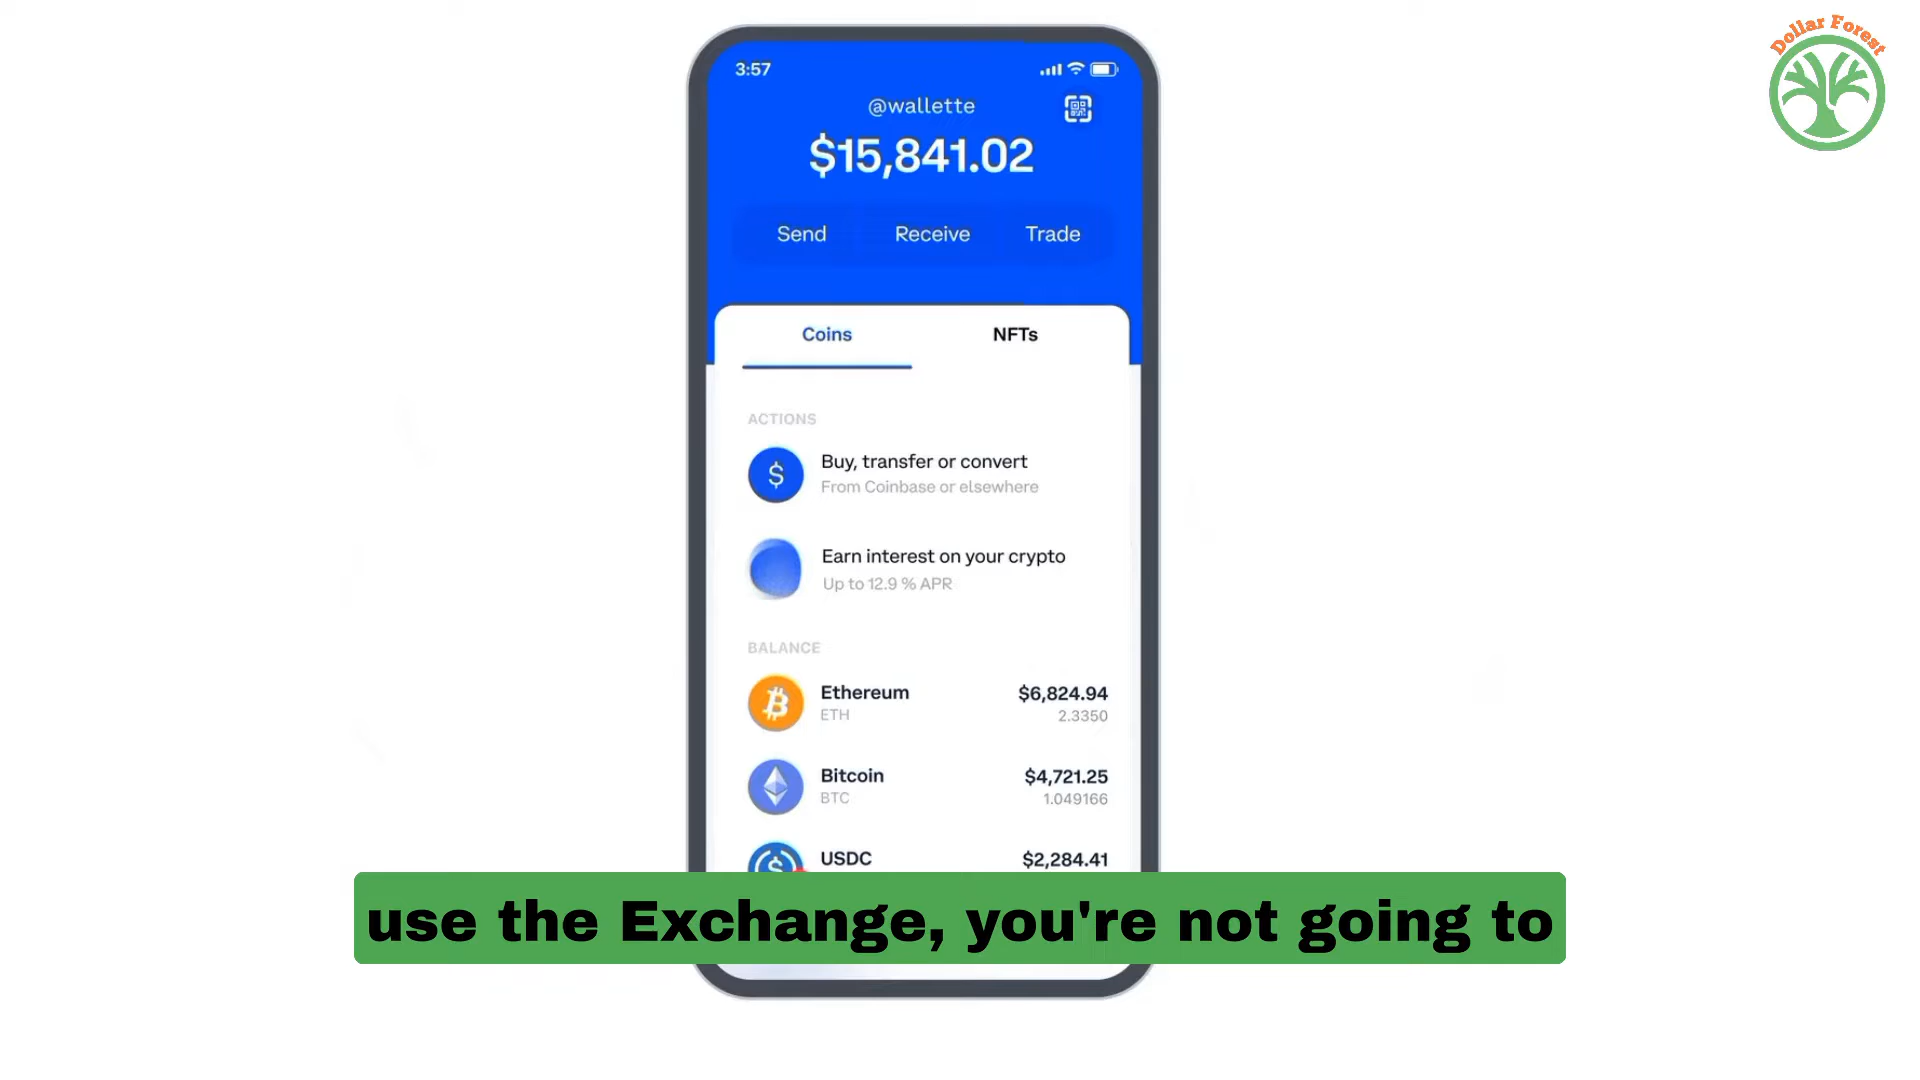 Dollar Forest
3:57
@wallette
$15,841.02
Send Receive Trade
Coins NFTs
ACTIONS
$
Buy, transfer or convert
From Coinbase or elsewhere
Earn interest on your crypto
Up to 12.9 % APR
BALANCE
Ethereum $6,824.94
ETH 2.3350
Bitcoin $4,721.25
BTC 1.049166
USDC $2,284.41
use the Exchange, you're not going to